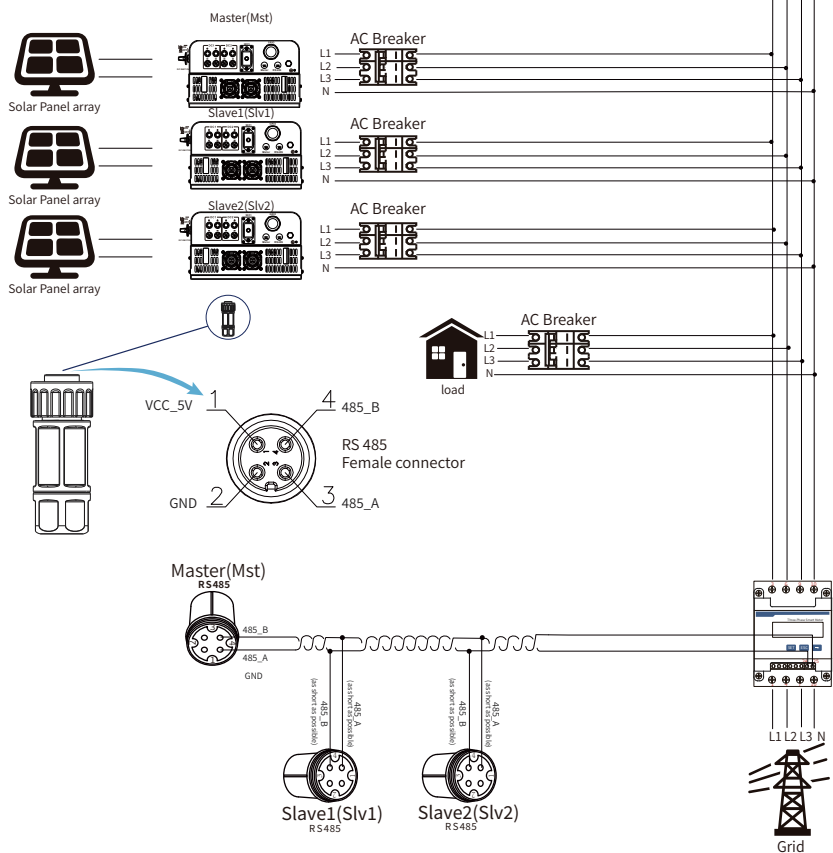 Master(Mst)
AC Breaker
L1
L2
L3
N
Solar Panel array
Slave1(Slv1)
AC Breaker
L1
L2
L3
N
Solar Panel array
Slave2(Slv2)
AC Breaker
L1
L2
L3
N
Solar Panel array
AC Breaker
L1
L2
L3
N
load
VCC_5V
1
4
485_B
RS 485
Female connector
GND
2
3
485_A
Master(Mst)
RS485
485_B
485_A
GND
485_B
(as short as possible)
485_A
(as short as possible)
485_B
(as short as possible)
485_A
(as short as possible)
Slave1(Slv1)
RS485
Slave2(Slv2)
RS485
L1 L2 L3 N
Grid